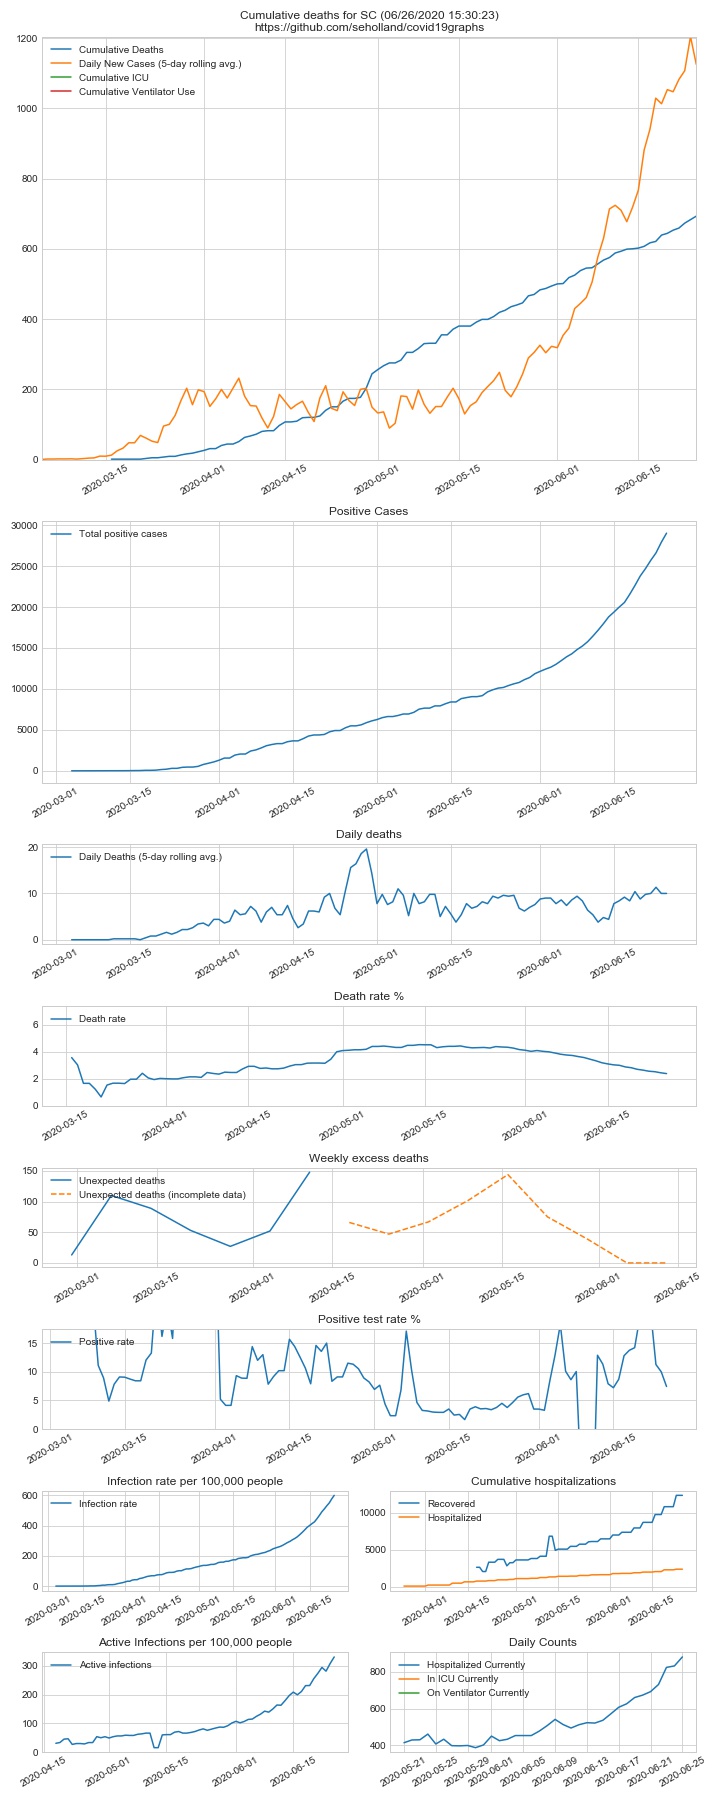 Cumulative deaths for SC (06/26/2020 15:30:23)
https://github.com/seholland/covid19graphs
Cumulative Deaths
Daily New Cases (5-day rolling avg.)
Cumulative ICU
Cumulative Ventilator Use
1200
1000
800
600
400
200
0
2020-03-15 2020-04-01 2020-04-15 2020-05-01 2020-05-15 2020-06-01 2020-06-15
Positive Cases
Total positive cases
30000
25000
20000
15000
10000
5000
0
2020-03-01 2020-03-15 2020-04-01 2020-04-15 2020-05-01 2020-05-15 2020-06-01 2020-06-15
Daily deaths
Daily Deaths (5-day rolling avg.)
20
10
0
2020-03-01 2020-03-15 2020-04-01 2020-04-15 2020-05-01 2020-05-15 2020-06-01 2020-06-15
Death rate %
Death rate
6
4
2
0
2020-03-15 2020-04-01 2020-04-15 2020-05-01 2020-05-15 2020-06-01 2020-06-15
Weekly excess deaths
Unexpected deaths
Unexpected deaths (incomplete data)
150
100
50
0
2020-03-01 2020-03-15 2020-04-01 2020-04-15 2020-05-01 2020-05-15 2020-06-01 2020-06-15
Positive test rate %
Positive rate
15
10
5
0
2020-03-01 2020-03-15 2020-04-01 2020-04-15 2020-05-01 2020-05-15 2020-06-01 2020-06-15
Infection rate per 100,000 people
Infection rate
600
400
200
0
2020-03-01 2020-03-15 2020-04-01 2020-04-15 2020-05-01 2020-05-15 2020-06-01 2020-06-15
Cumulative hospitalizations
Recovered
Hospitalized
10000
5000
0
2020-04-01 2020-04-15 2020-05-01 2020-05-15 2020-06-01 2020-06-15
Active Infections per 100,000 people
Active infections
300
200
100
0
2020-04-15 2020-05-01 2020-05-15 2020-06-01 2020-06-15
Daily Counts
Hospitalized Currently
In ICU Currently
On Ventilator Currently
800
600
400
2020-05-21 2020-05-25 2020-05-29 2020-06-01 2020-06-05 2020-06-09 2020-06-13 2020-06-17 2020-06-21 2020-06-25